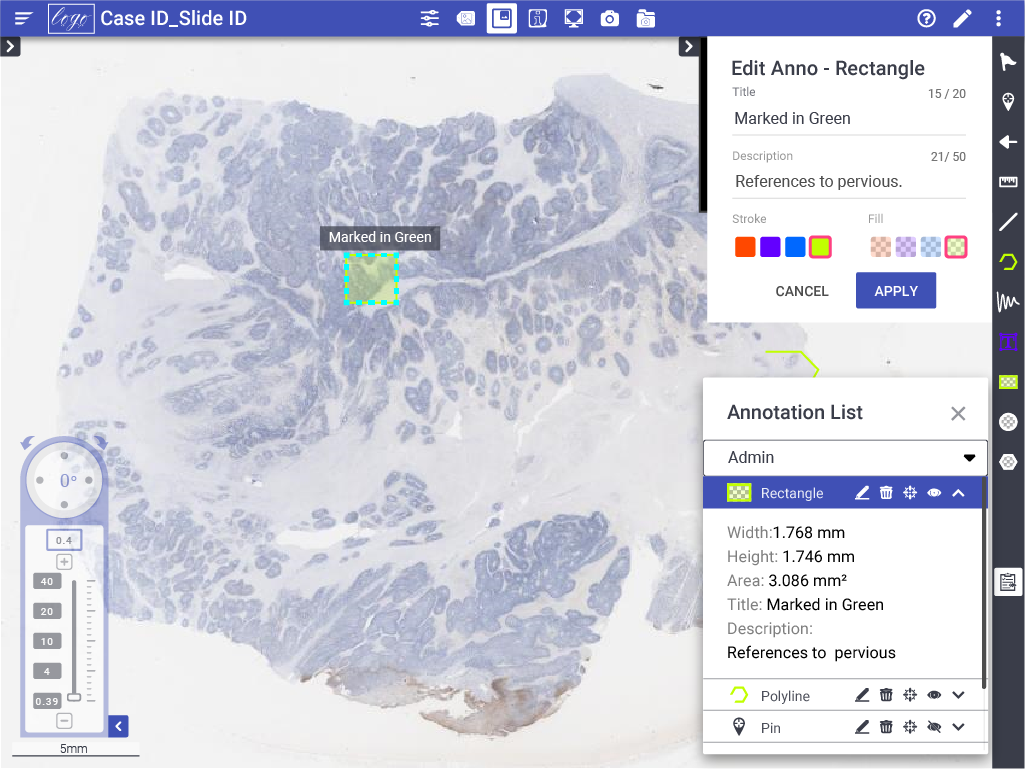 logo Case ID_Slide ID
Edit Anno - Rectangle
Title 15 / 20
Marked in Green
Description 21/ 50
References to pervious.
Stroke Fill
CANCEL APPLY
Marked in Green
Annotation List
Admin
Rectangle
Width:1.768 mm
Height: 1.746 mm
Area: 3.086 mm²
Title: Marked in Green
Description:
References to pervious
Polyline
Pin
0°
0.4
40
20
10
4
0.39
5mm